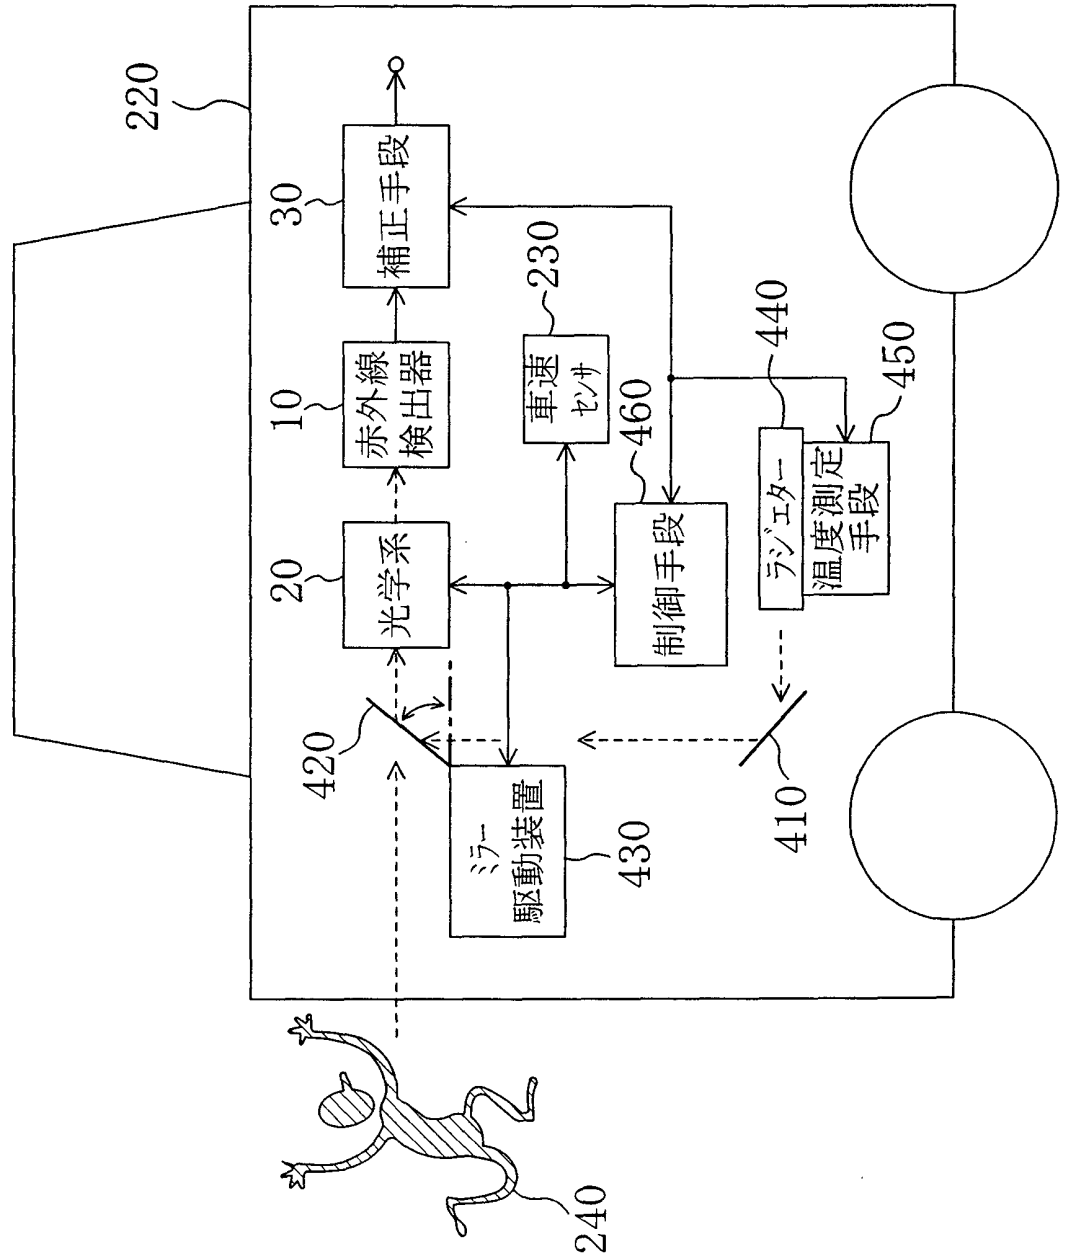 220
30
補正手段
10
赤外線
検出器
20
光学系
420
230
車速
センサ
460
制御手段
440
ラジエター
450
温度測定
手段
410
ミラー
駆動装置
430
240